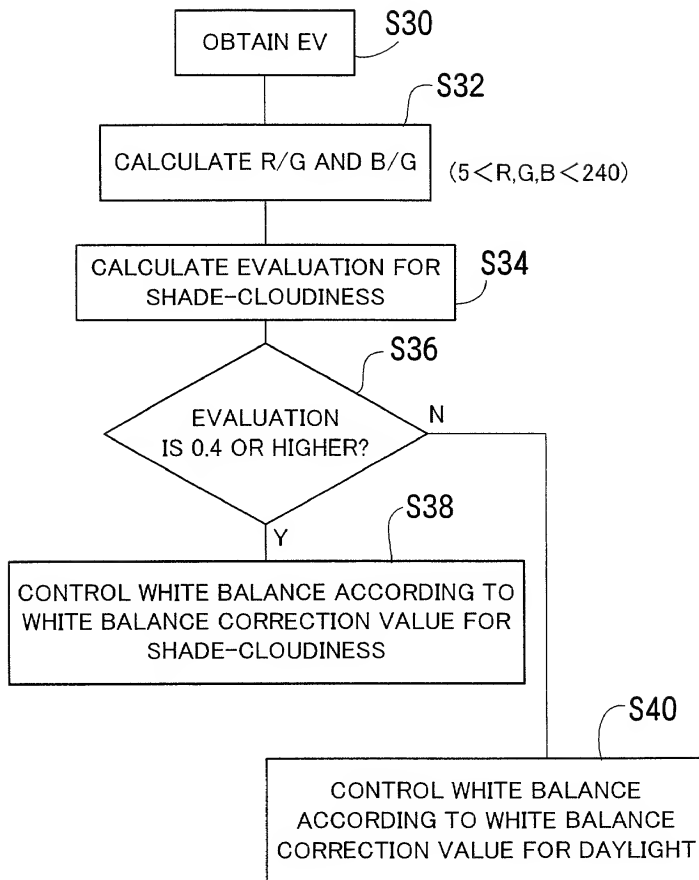 S30
OBTAIN EV
S32
CALCULATE R/G AND B/G
(5<R,G,B<240)
CALCULATE EVALUATION FOR
SHADE-CLOUDINESS
S34
S36
EVALUATION
IS 0.4 OR HIGHER?
N
Y
S38
CONTROL WHITE BALANCE ACCORDING TO
WHITE BALANCE CORRECTION VALUE FOR
SHADE-CLOUDINESS
S40
CONTROL WHITE BALANCE
ACCORDING TO WHITE BALANCE
CORRECTION VALUE FOR DAYLIGHT